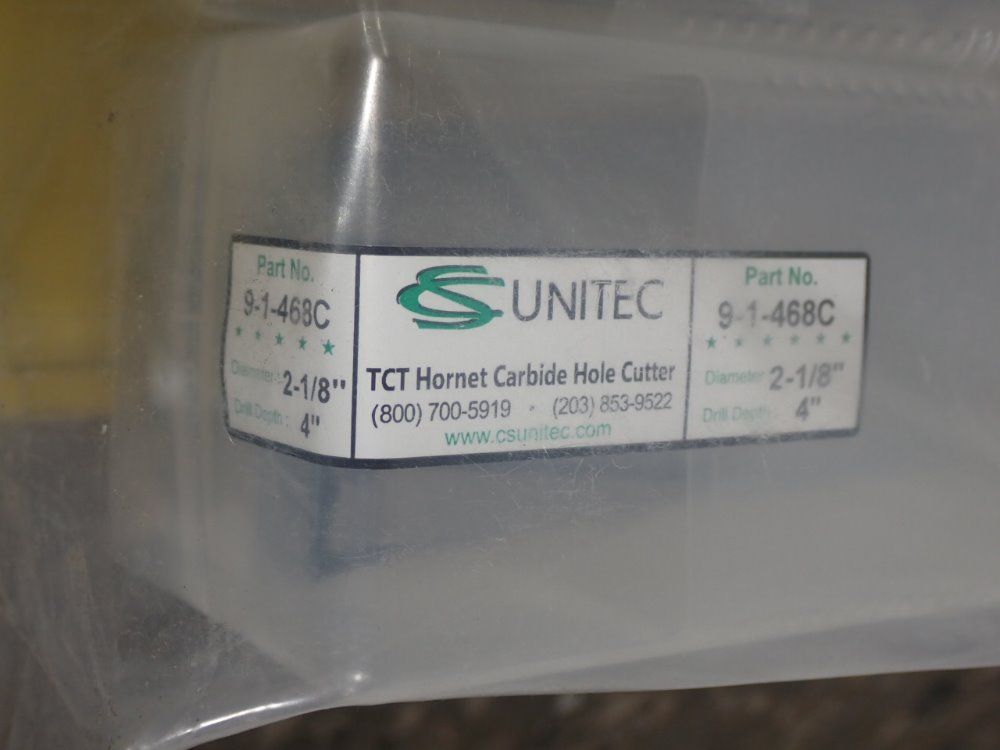 Part No.
9-1-468C
★ ★ ★ ★ ★
Diameter: 2-1/8"
Drill Depth: 4"
CS UNITEC
TCT Hornet Carbide Hole Cutter
(800) 700-5919 · (203) 853-9522
www.csunitec.com
Part No.
9-1-468C
★ ★ ★ ★ ★ ★
Diameter 2-1/8"
Drill Depth: 4"